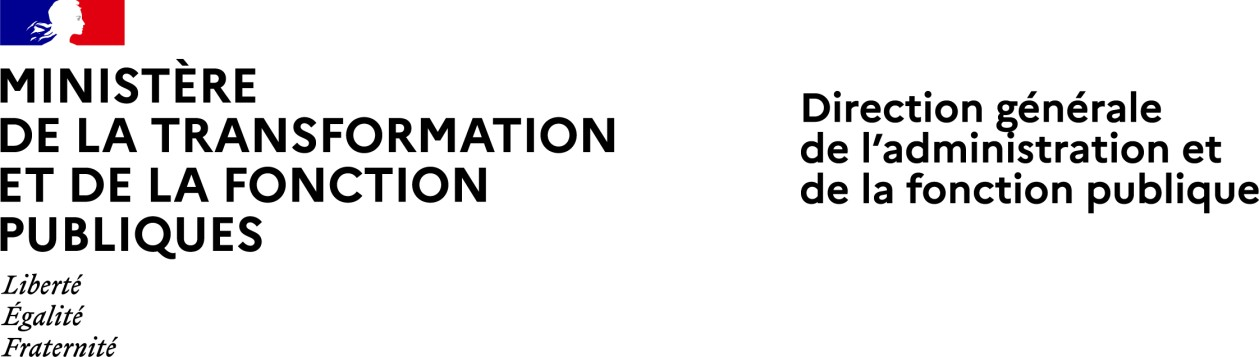 MINISTÈRE
DE LA TRANSFORMATION
ET DE LA FONCTION
PUBLIQUES
Liberté
Égalité
Fraternité
Direction générale
de l’administration et
de la fonction publique